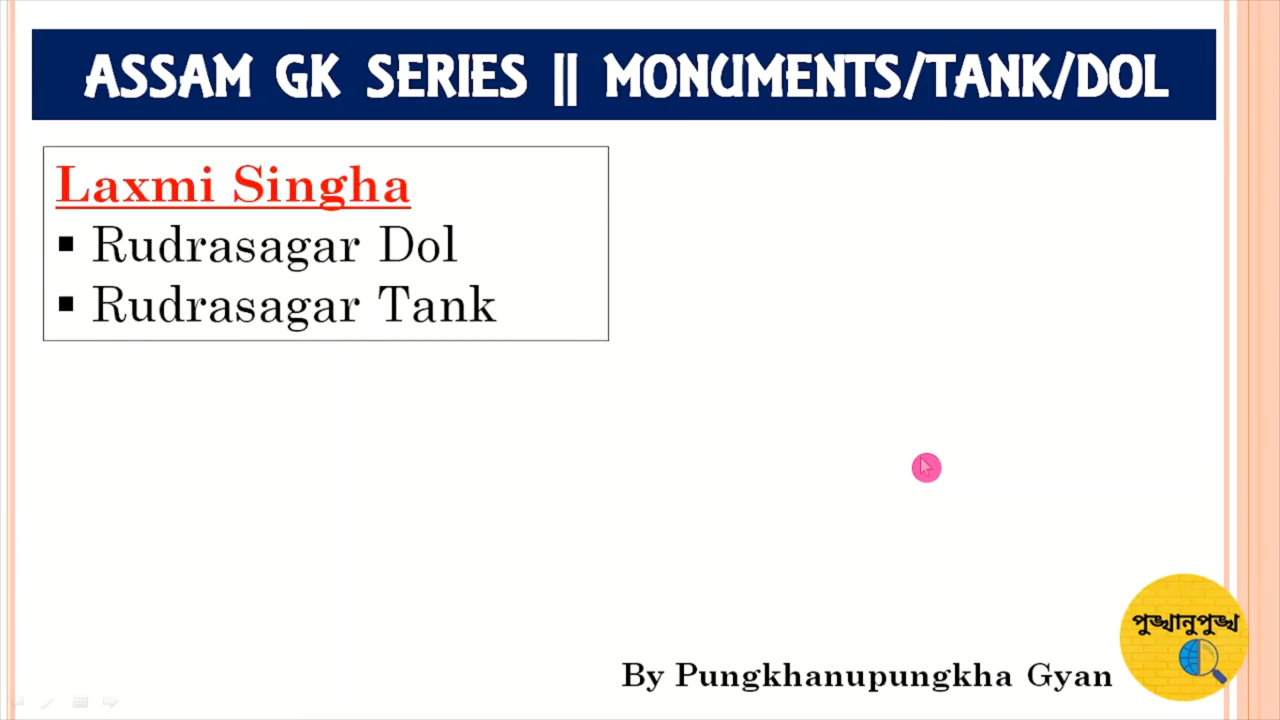 ASSAM GK SERIES || MONUMENTS/TANK/DOL
Laxmi Singha
▪ Rudrasagar Dol
▪ Rudrasagar Tank
পুঙ্খানুপুঙ্খ
By Pungkhanupungkha Gyan